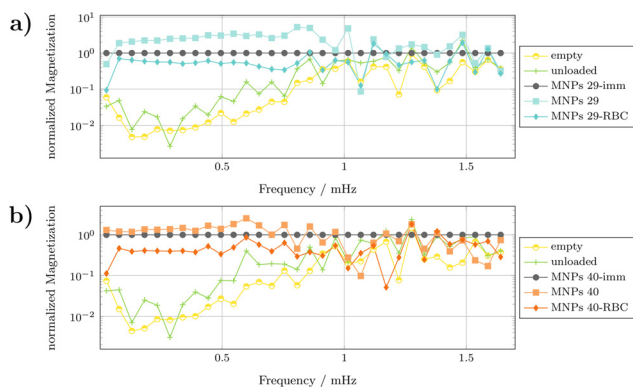 a)
normalized Magnetization
10^1
10^0
10^-1
10^-2
0.5
1
1.5
Frequency / mHz
empty
unloaded
MNPs 29-imm
MNPs 29
MNPs 29-RBC
b)
normalized Magnetization
10^0
10^-1
10^-2
0.5
1
1.5
Frequency / mHz
empty
unloaded
MNPs 40-imm
MNPs 40
MNPs 40-RBC